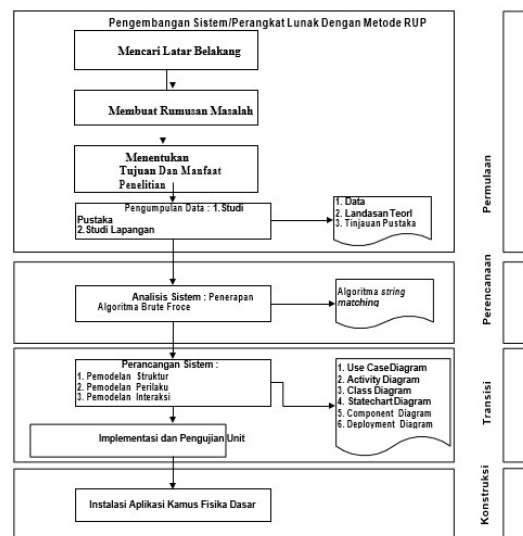 Pengembangan Sistem/Perangkat Lunak Dengan Metode RUP
Mencari Latar Belakang
Membuat Rumusan Masalah
Menentukan
Tujuan Dan Manfaat
Penelitian
Pengumpulan Data : 1.Studi
Pustaka
2.Studi Lapangan
1. Data
2. Landasan Teorl
3. Tinjauan Pustaka
Permulaan
Analisis Sistem : Penerapan
Algoritma Brute Froce
Algoritma string
matching
Perencanaan
Perancangan Sistem :
1. Pemodelan Struktur
2. Pemodelan Perilaku
3. Pemodelan Interaksi
1. Use CaseDiagram
2. Activity Diagram
3. Class Diagram
4. Statechart Diagram
5. Component Diagram
6. Deployment Diagram
Implementasi dan Pengujian Unit
Transisi
Instalasi Aplikasi Kamus Fisika Dasar
Konstruksi